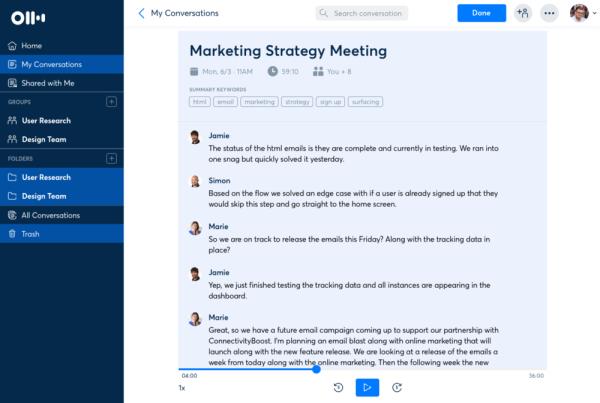 My Conversations
Search conversation
Done
Home
My Conversations
Shared with Me
GROUPS
User Research
Design Team
FOLDERS
User Research
Design Team
All Conversations
Trash
Marketing Strategy Meeting
Mon, 6/3 · 11AM 59:10 You + 8
SUMMARY KEYWORDS
html email marketing strategy sign up surfacing
Jamie
The status of the html emails is they are complete and currently in testing. We ran into
one snag but quickly solved it yesterday.
Simon
Based on the flow we solved an edge case with if a user is already signed up that they
would skip this step and go straight to the home screen.
Marie
So we are on track to release the emails this Friday? Along with the tracking data in
place?
Jamie
Yep, we just finished testing the tracking data and all instances are appearing in the
dashboard.
Marie
Great, so we have a future email campaign coming up to support our partnership with
ConnectivityBoost. I'm planning an email blast along with online marketing that will
launch along with the new feature release. We are looking at a release of the emails a
week from today along with the online marketing. Then the following week the new
04:00 36:00
1x